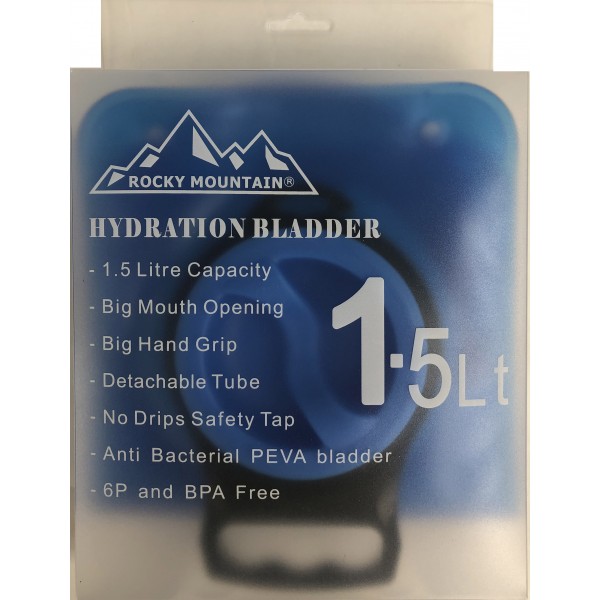 ROCKY MOUNTAIN®
HYDRATION BLADDER
- 1.5 Litre Capacity
- Big Mouth Opening
- Big Hand Grip
- Detachable Tube
- No Drips Safety Tap
- Anti Bacterial PEVA bladder
- 6P and BPA Free
1.5Lt